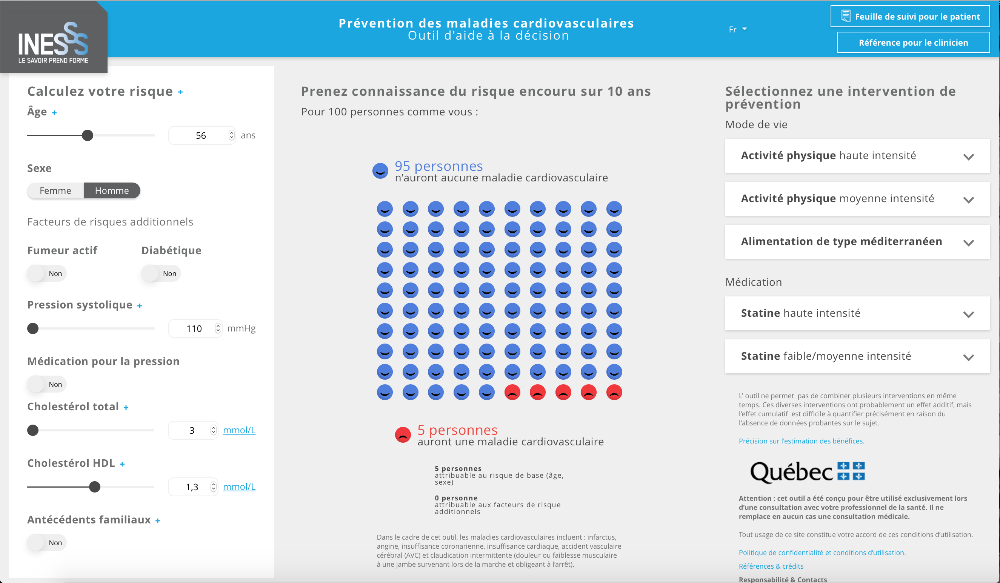 INESSS
LE SAVOIR PREND FORME
Prévention des maladies cardiovasculaires
Outil d'aide à la décision
Fr
Feuille de suivi pour le patient
Référence pour le clinicien
Calculez votre risque +
Âge +
56 ans
Sexe
Femme Homme
Facteurs de risques additionnels
Fumeur actif Diabétique
Non Non
Pression systolique +
110 mmHg
Médication pour la pression
Non
Cholestérol total +
3 mmol/L
Cholestérol HDL +
1,3 mmol/L
Antécédents familiaux +
Non
Prenez connaissance du risque encouru sur 10 ans
Pour 100 personnes comme vous :
95 personnes
n'auront aucune maladie cardiovasculaire
5 personnes
auront une maladie cardiovasculaire
5 personnes
attribuable au risque de base (âge,
sexe)
0 personne
attribuable aux facteurs de risque
additionnels
Dans le cadre de cet outil, les maladies cardiovasculaires incluent : infarctus,
angine, insuffisance coronarienne, insuffisance cardiaque, accident vasculaire
cérébral (AVC) et claudication intermittente (douleur ou faiblesse musculaire
à une jambe survenant lors de la marche et obligeant à l’arrêt).
Sélectionnez une intervention de
prévention
Mode de vie
Activité physique haute intensité
Activité physique moyenne intensité
Alimentation de type méditerranéen
Médication
Statine haute intensité
Statine faible/moyenne intensité
L' outil ne permet pas de combiner plusieurs interventions en même
temps. Ces diverses interventions ont probablement un effet additif, mais
l'effet cumulatif est difficile à quantifier précisément en raison du
l'absence de données probantes sur le sujet.
Précision sur l'estimation des bénéfices.
Québec
Attention : cet outil a été conçu pour être utilisé exclusivement lors
d’une consultation avec votre professionnel de la santé. Il ne
remplace en aucun cas une consultation médicale.
Tout usage de ce site constitue votre accord de ces conditions d’utilisation.
Politique de confidentialité et conditions d’utilisation.
Références & crédits
Responsabilité & Contacts